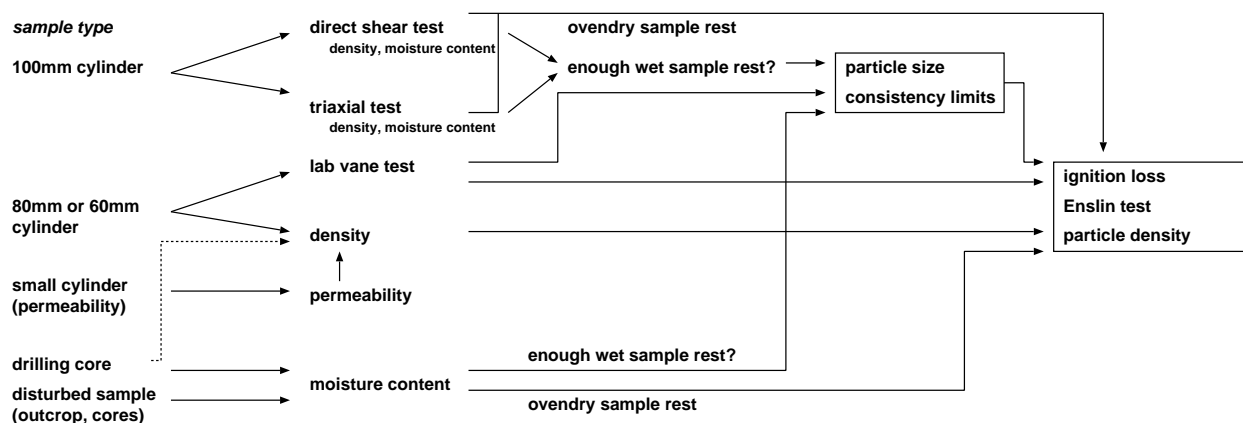 sample type
100mm cylinder
80mm or 60mm
cylinder
small cylinder
(permeability)
drilling core
disturbed sample
(outcrop, cores)
direct shear test
density, moisture content
triaxial test
density, moisture content
lab vane test
density
permeability
moisture content
ovendry sample rest
enough wet sample rest?
enough wet sample rest?
ovendry sample rest
particle size
consistency limits
ignition loss
Enslin test
particle density